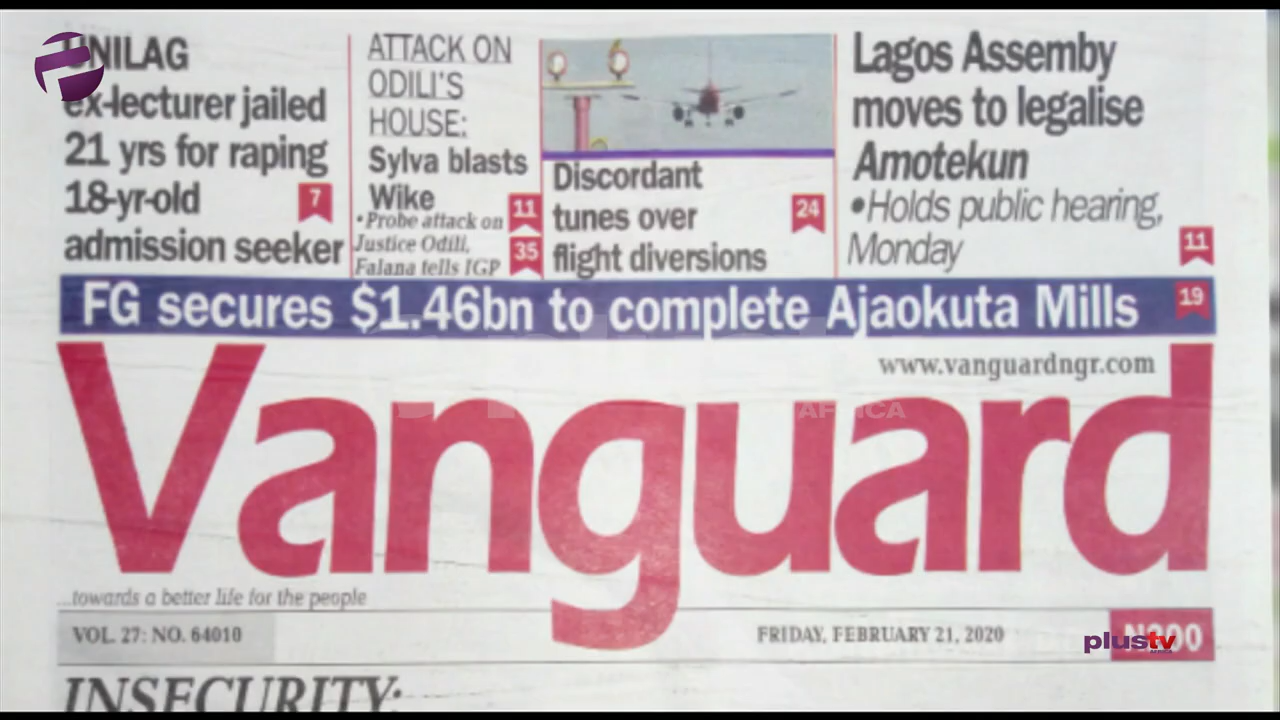 UNILAG
ex-lecturer jailed
21 yrs for raping
18-yr-old
admission seeker
7
ATTACK ON
ODILI'S
HOUSE:
Sylva blasts
Wike
11
•Probe attack on
Justice Odili,
Falana tells IGP
35
Discordant
tunes over
flight diversions
24
Lagos Assemby
moves to legalise
Amotekun
•Holds public hearing,
Monday
11
FG secures $1.46bn to complete Ajaokuta Mills
19
www.vanguardngr.com
Vanguard
...towards a better life for the people
VOL. 27: NO. 64010
FRIDAY, FEBRUARY 21, 2020
plustv
AFRICA
AFRICA
INSECURITY: